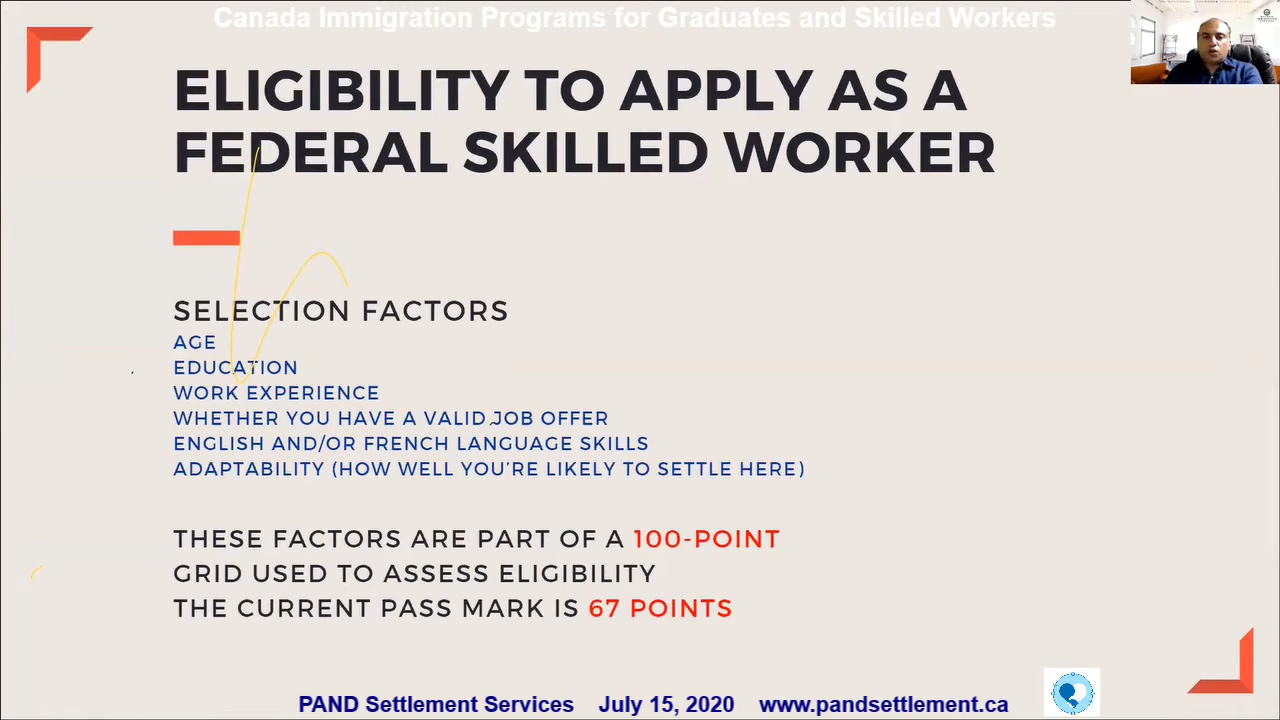 Canada Immigration Programs for Graduates and Skilled Workers
ELIGIBILITY TO APPLY AS A
FEDERAL SKILLED WORKER
SELECTION FACTORS
AGE
EDUCATION
WORK EXPERIENCE
WHETHER YOU HAVE A VALID JOB OFFER
ENGLISH AND/OR FRENCH LANGUAGE SKILLS
ADAPTABILITY (HOW WELL YOU'RE LIKELY TO SETTLE HERE)
THESE FACTORS ARE PART OF A 100-POINT
GRID USED TO ASSESS ELIGIBILITY
THE CURRENT PASS MARK IS 67 POINTS
PAND Settlement Services July 15, 2020 www.pandsettlement.ca